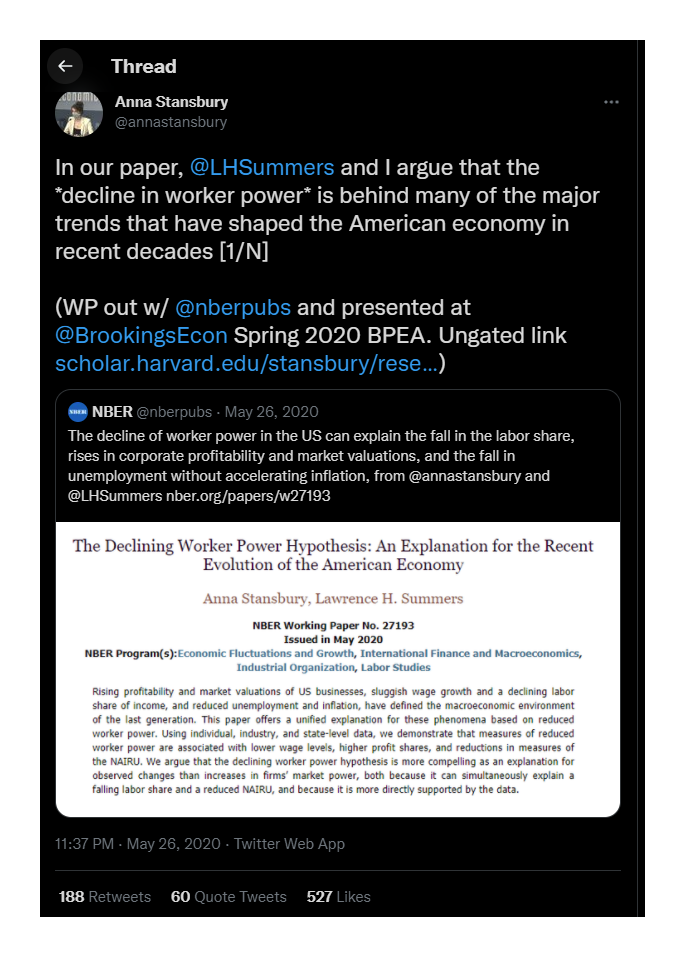 Thread
Anna Stansbury
@annastansbury
In our paper, @LHSummers and I argue that the
*decline in worker power* is behind many of the major
trends that have shaped the American economy in
recent decades [1/N]
(WP out w/ @nberpubs and presented at
@BrookingsEcon Spring 2020 BPEA. Ungated link
scholar.harvard.edu/stansbury/rese…)
NBER NBER @nberpubs · May 26, 2020
The decline of worker power in the US can explain the fall in the labor share,
rises in corporate profitability and market valuations, and the fall in
unemployment without accelerating inflation, from @annastansbury and
@LHSummers nber.org/papers/w27193
The Declining Worker Power Hypothesis: An Explanation for the Recent
Evolution of the American Economy
Anna Stansbury, Lawrence H. Summers
NBER Working Paper No. 27193
Issued in May 2020
NBER Program(s):Economic Fluctuations and Growth, International Finance and Macroeconomics,
Industrial Organization, Labor Studies
Rising profitability and market valuations of US businesses, sluggish wage growth and a declining labor
share of income, and reduced unemployment and inflation, have defined the macroeconomic environment
of the last generation. This paper offers a unified explanation for these phenomena based on reduced
worker power. Using individual, industry, and state-level data, we demonstrate that measures of reduced
worker power are associated with lower wage levels, higher profit shares, and reductions in measures of
the NAIRU. We argue that the declining worker power hypothesis is more compelling as an explanation for
observed changes than increases in firms' market power, both because it can simultaneously explain a
falling labor share and a reduced NAIRU, and because it is more directly supported by the data.
11:37 PM · May 26, 2020 · Twitter Web App
188 Retweets 60 Quote Tweets 527 Likes